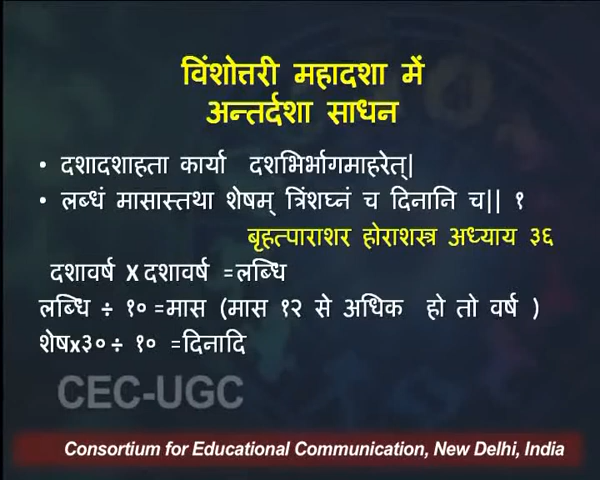 विंशोत्तरी महादशा में
अन्तर्दशा साधन
• दशादशाहता कार्या दशभिर्भागमाहरेत्|
• लब्धं मासास्तथा शेषम् त्रिंशघ्नं च दिनानि च|| १
बृहत्पाराशर होराशस्त्र अध्याय ३६
दशावर्ष X दशावर्ष =लब्धि
लब्धि ÷ १० =मास (मास १२ से अधिक हो तो वर्ष )
शेषx३० ÷ १० =दिनादि
CEC-UGC
Consortium for Educational Communication, New Delhi, India